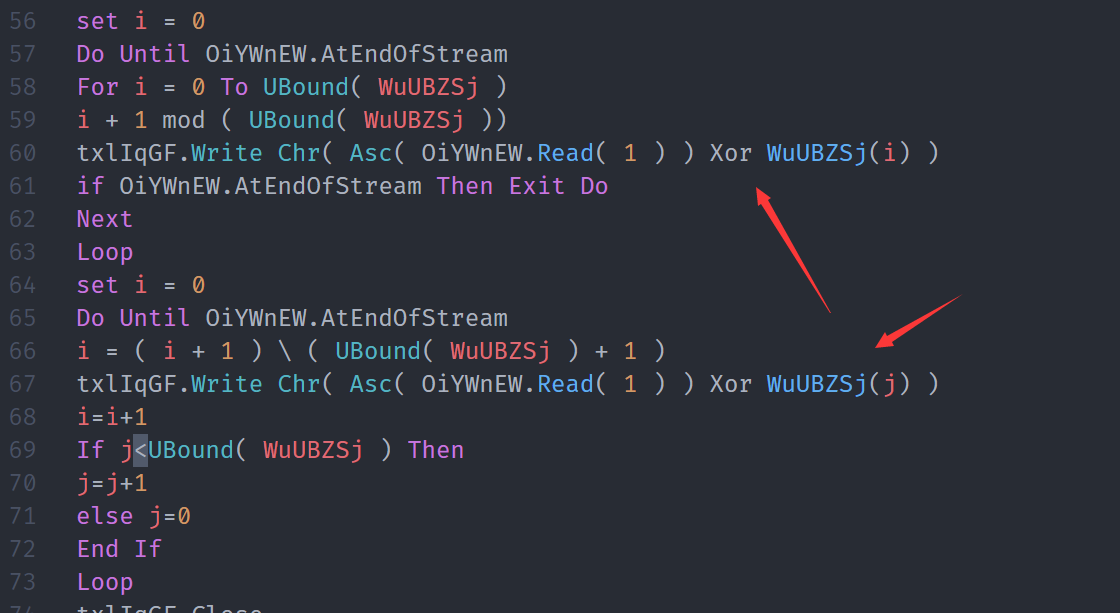 56 set i = 0
57 Do Until OiYWnEW.AtEndOfStream
58 For i = 0 To UBound( WuUBZSj )
59 i + 1 mod ( UBound( WuUBZSj ))
60 txlIqGF.Write Chr( Asc( OiYWnEW.Read( 1 ) ) Xor WuUBZSj(i) )
61 if OiYWnEW.AtEndOfStream Then Exit Do
62 Next
63 Loop
64 set i = 0
65 Do Until OiYWnEW.AtEndOfStream
66 i = ( i + 1 ) \ ( UBound( WuUBZSj ) + 1 )
67 txlIqGF.Write Chr( Asc( OiYWnEW.Read( 1 ) ) Xor WuUBZSj(j) )
68 i=i+1
69 If j<UBound( WuUBZSj ) Then
70 j=j+1
71 else j=0
72 End If
73 Loop
74 txlIqGF.Close